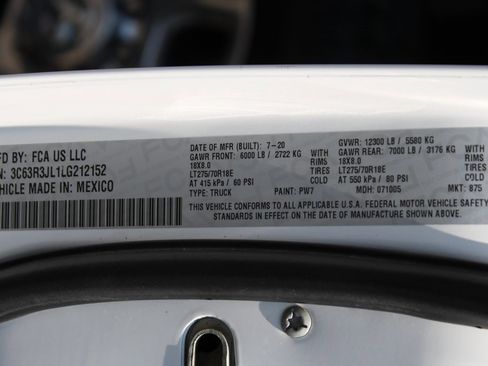 MFD BY: FCA US LLC
N: 3C63R3JL1LG212152
VEHICLE MADE IN: MEXICO
DATE OF MFR (BUILT): 7-20
GAWR FRONT: 6000 LB / 2722 KG WITH
18X8.0 RIMS
LT275/70R18E TIRES
AT 415 kPa / 60 PSI
TYPE: TRUCK
GVWR: 12300 LB / 5580 KG
GAWR REAR: 7000 LB / 3176 KG WITH
18X8.0 RIMS
LT275/70R18E TIRES
AT 550 kPa / 80 PSI
PAINT: PW7 MDH: 071005 MKT: 875
THIS VEHICLE CONFORMS TO ALL APPLICABLE U.S.A. FEDERAL MOTOR VEHICLE SAFETY
STANDARDS IN EFFECT ON THE DATE OF MANUFACTURE SHOWN ABOVE